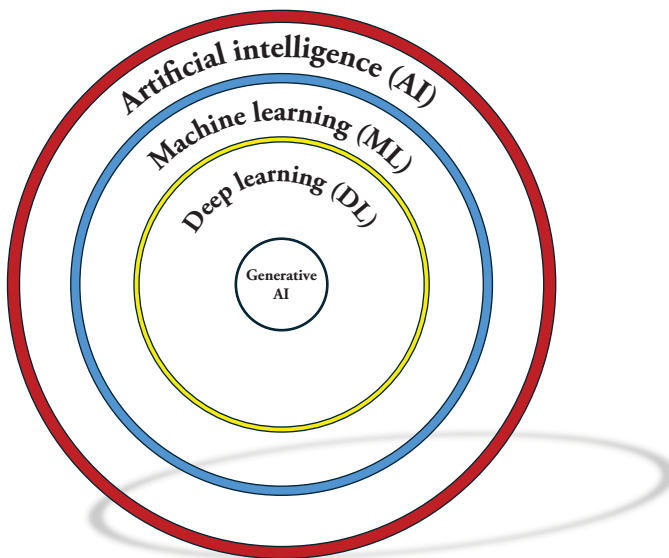 Artificial intelligence (AI)
Machine learning (ML)
Deep learning (DL)
Generative
AI